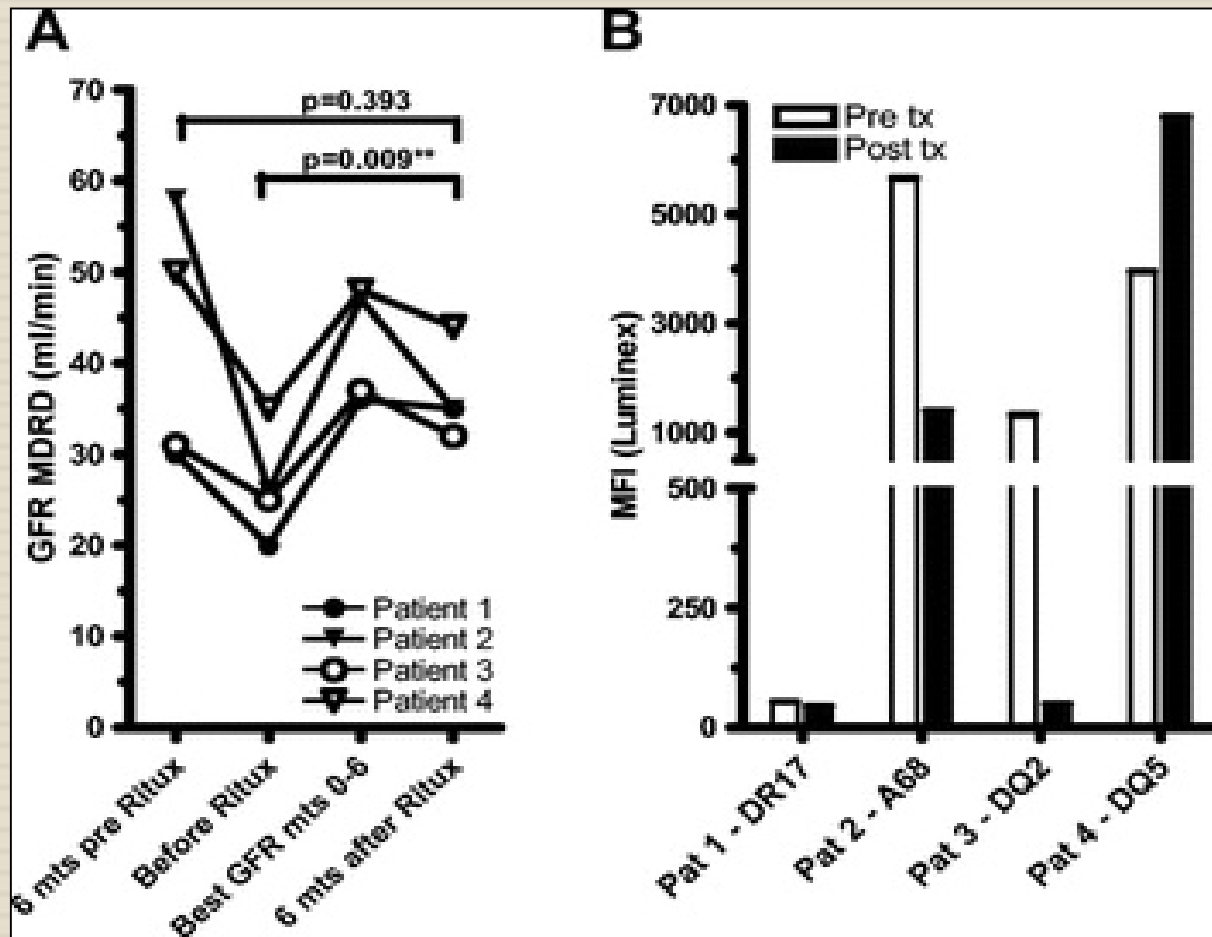 A
70
60
50
40
30
20
10
0
GFR MDRD (ml/min)
p=0.393
p=0.009**
Patient 1
Patient 2
Patient 3
Patient 4
6 mts pre Ritux
Before Ritux
Best GFR mts 0-6
6 mts after Ritux
B
7000
5000
3000
1000
500
250
0
MFI (Luminex)
Pre tx
Post tx
Pat 1 - DR17
Pat 2 - A68
Pat 3 - DQ2
Pat 4 - DQ5